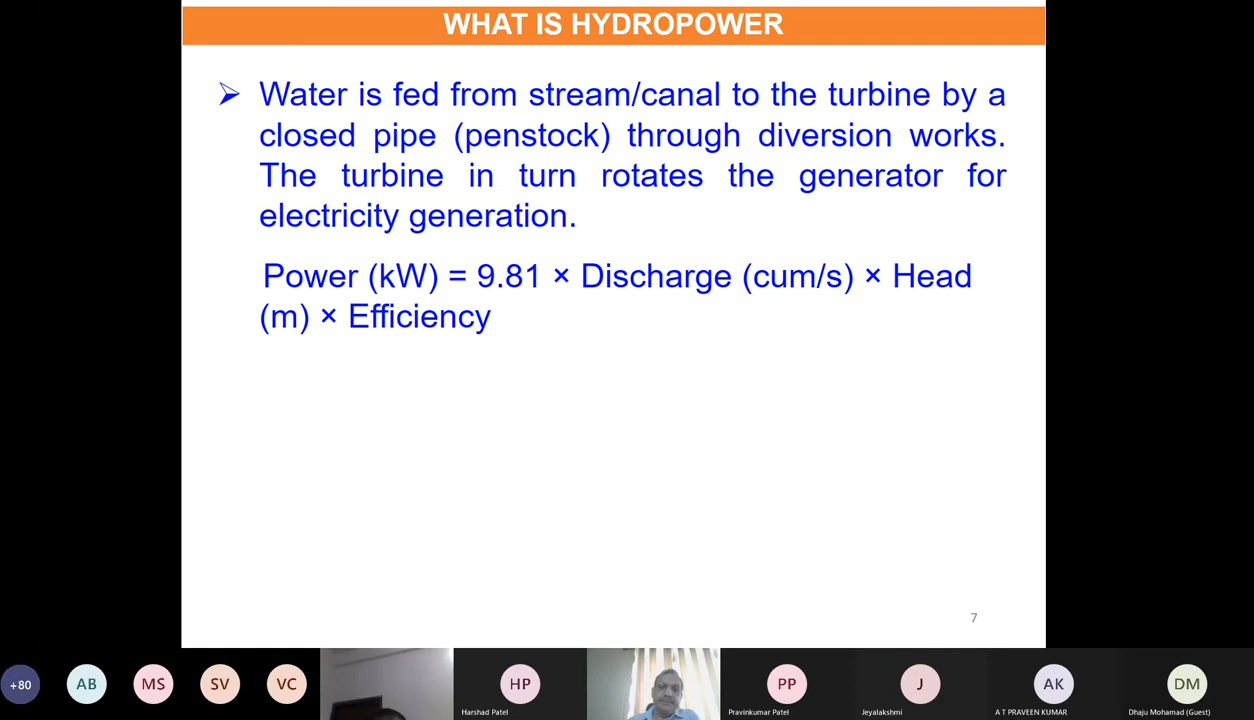 WHAT IS HYDROPOWER
➢ Water is fed from stream/canal to the turbine by a
closed pipe (penstock) through diversion works.
The turbine in turn rotates the generator for
electricity generation.
Power (kW) = 9.81 × Discharge (cum/s) × Head
(m) × Efficiency
7
+80
AB
MS
SV
VC
HP
PP
J
AK
DM
Harshad Patel
Pravinkumar Patel
Jeyalakshmi
A T PRAVEEN KUMAR
Dhaju Mohamad (Guest)